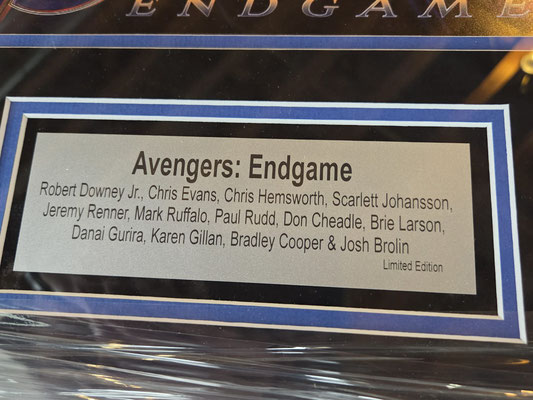 ENDGAME
Avengers: Endgame
Robert Downey Jr., Chris Evans, Chris Hemsworth, Scarlett Johansson,
Jeremy Renner, Mark Ruffalo, Paul Rudd, Don Cheadle, Brie Larson,
Danai Gurira, Karen Gillan, Bradley Cooper & Josh Brolin
Limited Edition